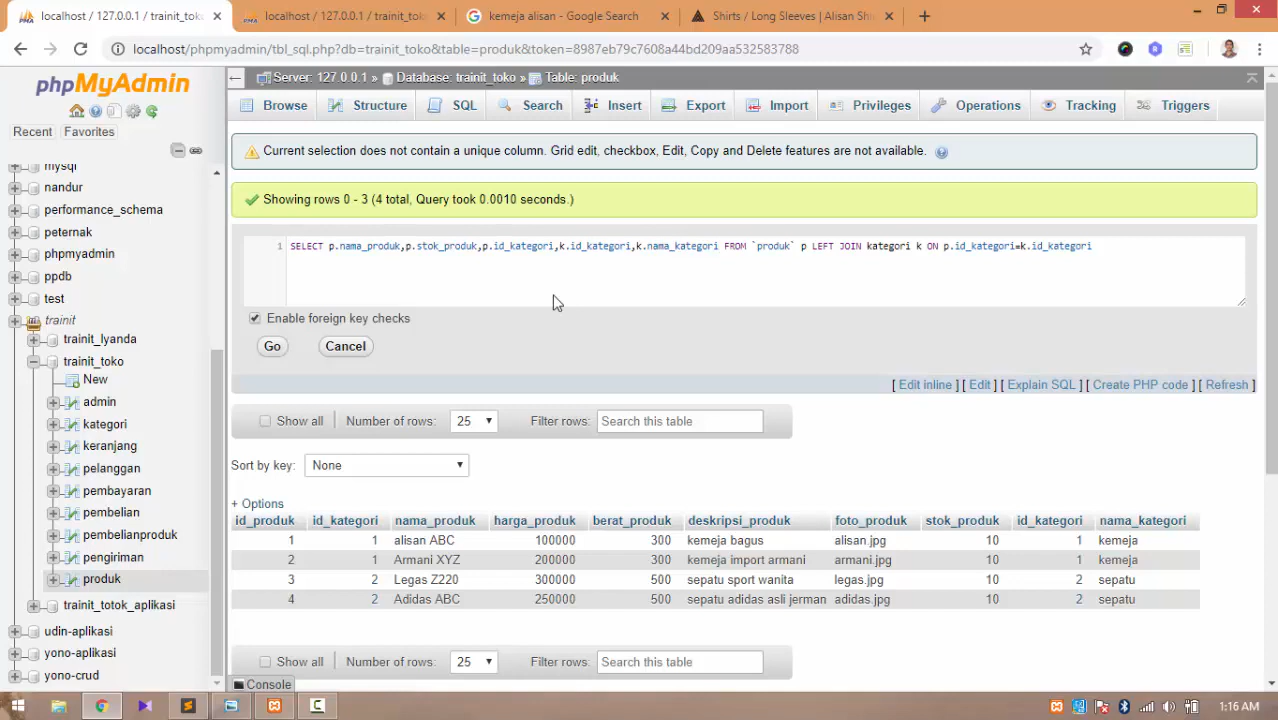 localhost / 127.0.0.1 / trainit_toko
localhost / 127.0.0.1 / trainit_toko
kemeja alisan - Google Search
Shirts / Long Sleeves | Alisan Shi
localhost/phpmyadmin/tbl_sql.php?db=trainit_toko&table=produk&token=8987eb79c7608a44bd209aa532583788
phpMyAdmin
Recent
Favorites
mysql
nandur
performance_schema
peternak
phpmyadmin
ppdb
test
trainit
trainit_lyanda
trainit_toko
New
admin
kategori
keranjang
pelanggan
pembayaran
pembelian
pembelianproduk
pengiriman
produk
trainit_totok_aplikasi
udin-aplikasi
yono-aplikasi
yono-crud
Server: 127.0.0.1 » Database: trainit_toko » Table: produk
Browse Structure SQL Search Insert Export Import Privileges Operations Tracking Triggers
Current selection does not contain a unique column. Grid edit, checkbox, Edit, Copy and Delete features are not available.
Showing rows 0 - 3 (4 total, Query took 0.0010 seconds.)
1 SELECT p.nama_produk,p.stok_produk,p.id_kategori,k.id_kategori,k.nama_kategori FROM `produk` p LEFT JOIN kategori k ON p.id_kategori=k.id_kategori
Enable foreign key checks
Go Cancel
[ Edit inline ] [ Edit ] [ Explain SQL ] [ Create PHP code ] [ Refresh ]
Show all Number of rows: 25 Filter rows: Search this table
Sort by key: None
+ Options
id_produk id_kategori nama_produk harga_produk berat_produk deskripsi_produk foto_produk stok_produk id_kategori nama_kategori
1 1 alisan ABC 100000 300 kemeja bagus alisan.jpg 10 1 kemeja
2 1 Armani XYZ 200000 300 kemeja import armani armani.jpg 10 1 kemeja
3 2 Legas Z220 300000 500 sepatu sport wanita legas.jpg 10 2 sepatu
4 2 Adidas ABC 250000 500 sepatu adidas asli jerman adidas.jpg 10 2 sepatu
Show all Number of rows: 25 Filter rows: Search this table
Console
1:16 AM